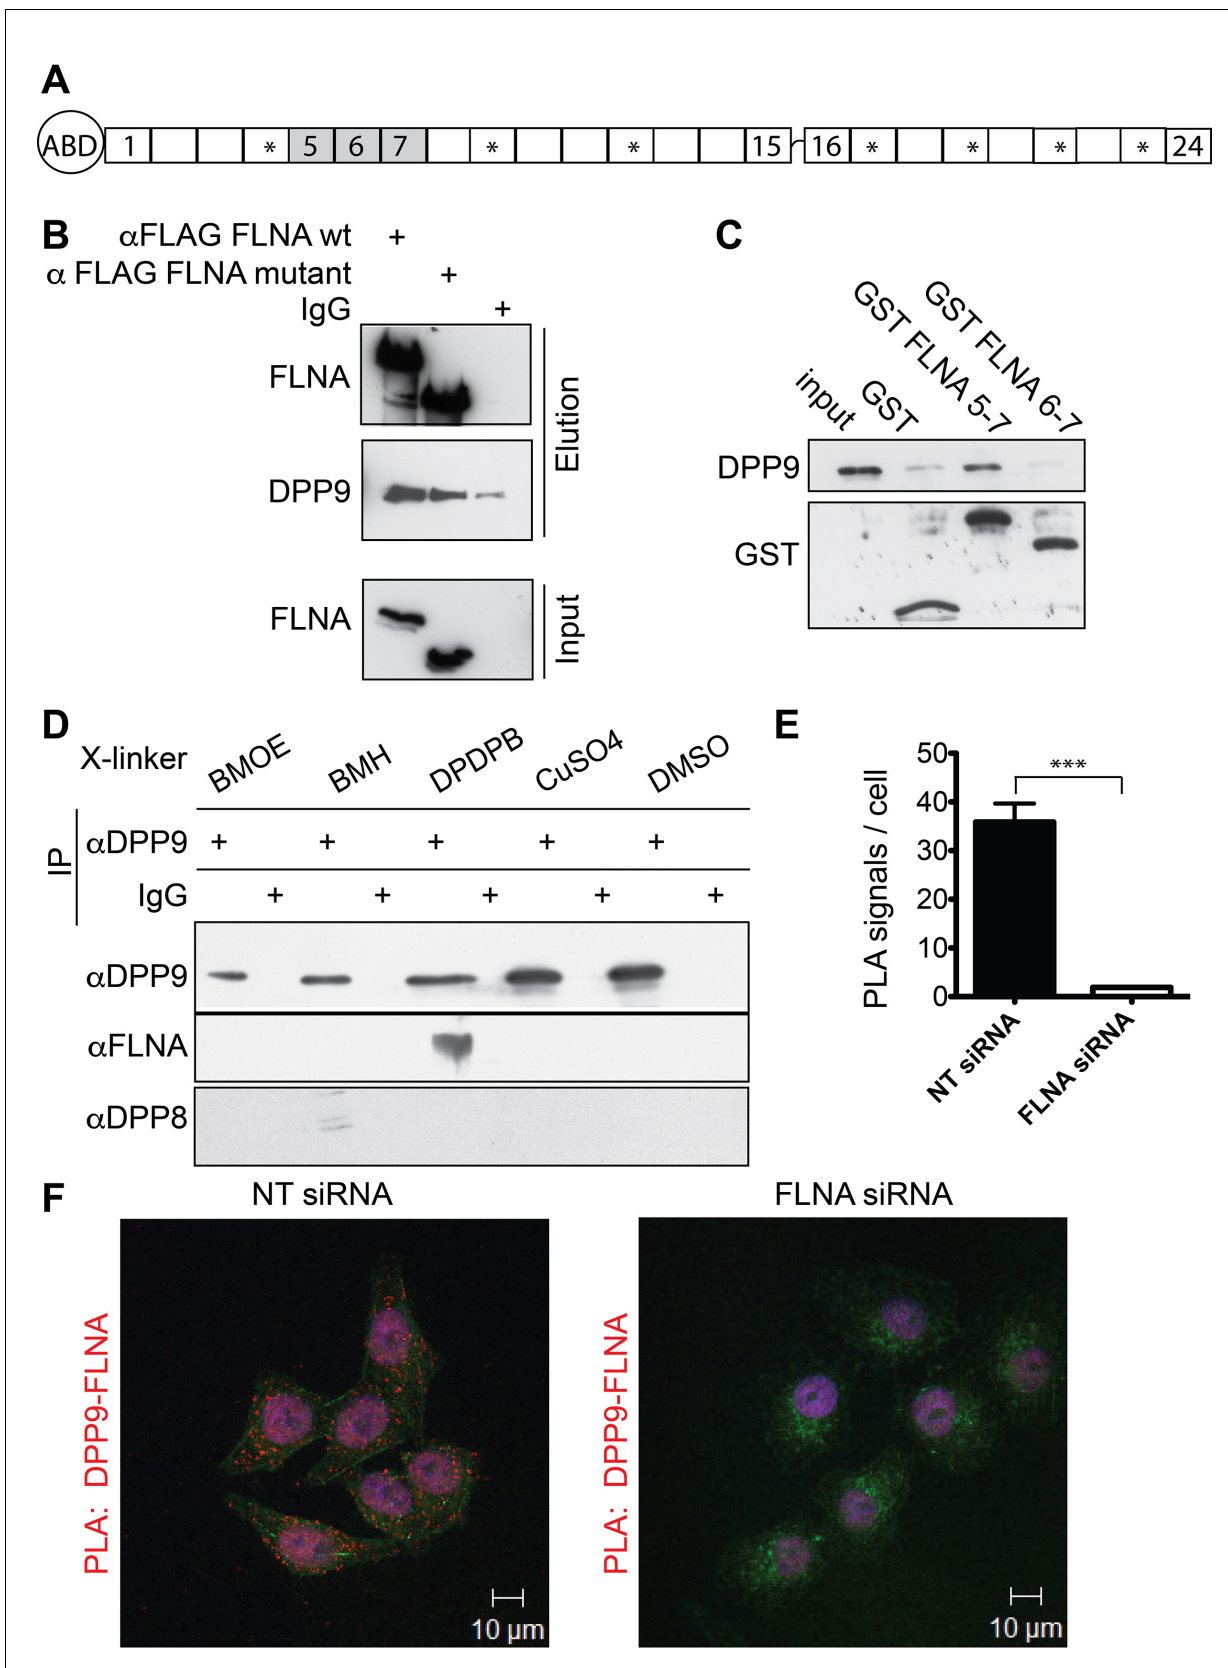 A
ABD 1 * 5 6 7 * * 15 16 * * * * 24
B
αFLAG FLNA wt +
α FLAG FLNA mutant +
IgG +
FLNA
DPP9
Elution
FLNA
Input
C
input
GST
GST FLNA 5-7
GST FLNA 6-7
DPP9
GST
D
X-linker BMOE BMH DPDPB CuSO4 DMSO
IP
αDPP9 + + + + +
IgG + + + + +
αDPP9
αFLNA
αDPP8
E
PLA signals / cell
50
40
30
20
10
0
***
NT siRNA
FLNA siRNA
F
NT siRNA
PLA: DPP9-FLNA
10 µm
FLNA siRNA
PLA: DPP9-FLNA
10 µm